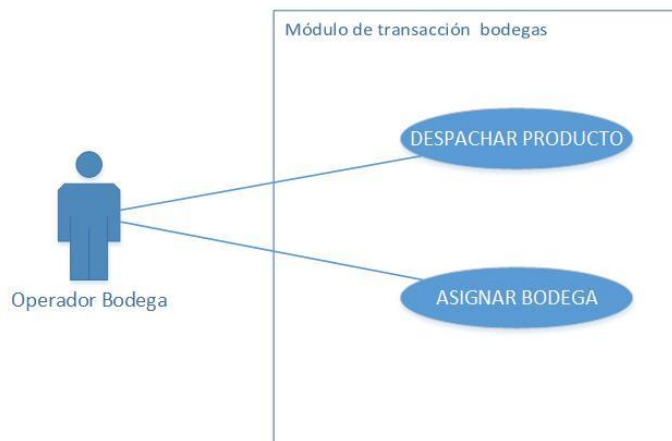 Módulo de transacción bodegas
DESPACHAR PRODUCTO
Operador Bodega
ASIGNAR BODEGA